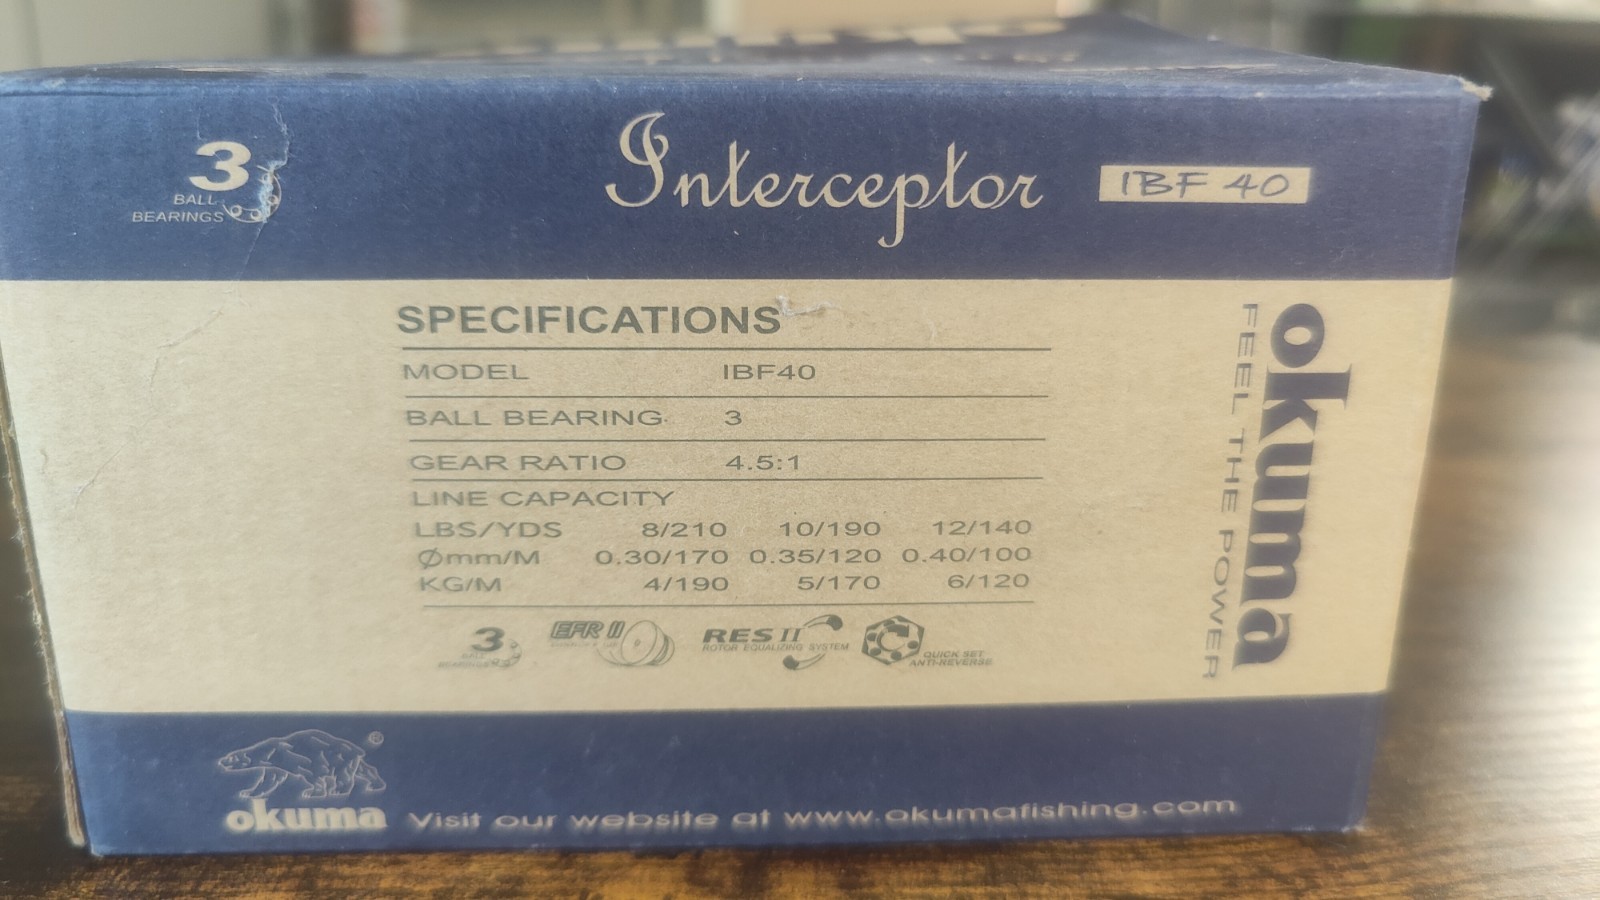 3
BALL
BEARINGS
Interceptor
IBF 40
SPECIFICATIONS
MODEL IBF40
BALL BEARING 3
GEAR RATIO 4.5:1
LINE CAPACITY
LBS/YDS 8/210 10/190 12/140
Ømm/M 0.30/170 0.35/120 0.40/100
KG/M 4/190 5/170 6/120
3
BALL
BEARINGS
EFR II
RES II
ROTOR EQUALIZING SYSTEM
QUICK SET
ANTI-REVERSE
okuma
FEEL THE POWER
®
okuma
Visit our website at www.okumafishing.com